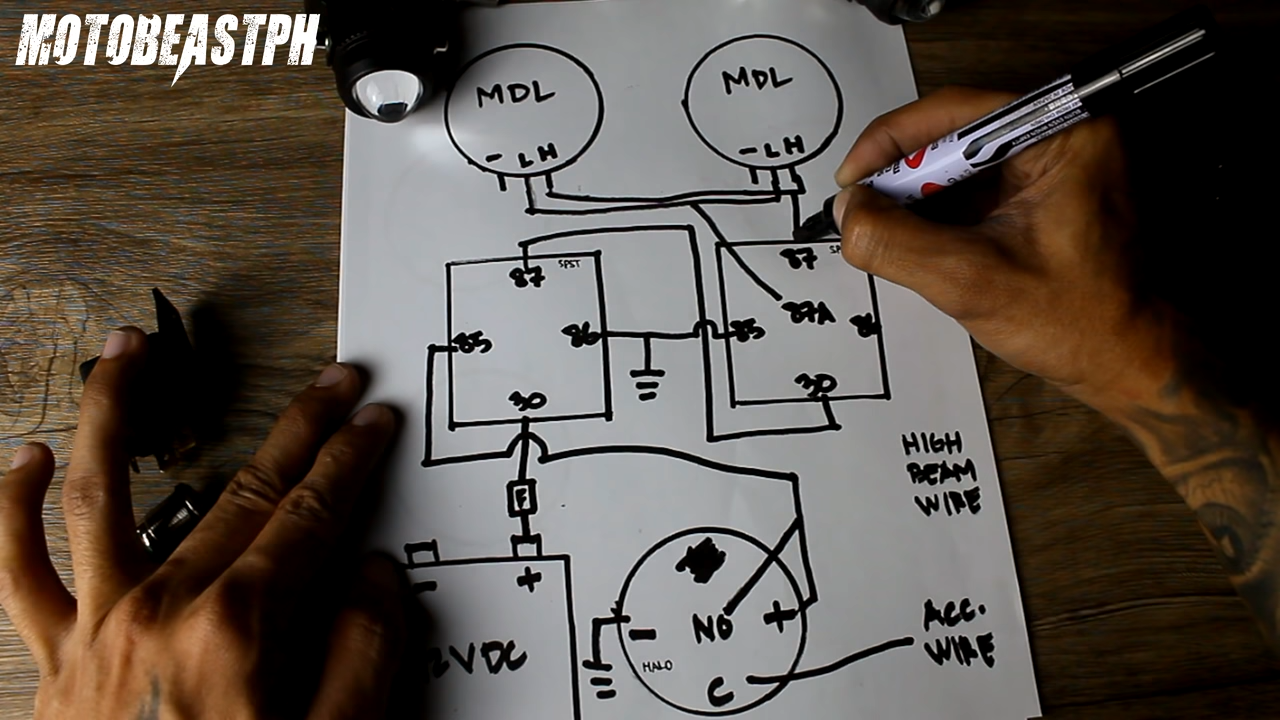 MOTOBEASTPH
MDL
- L H
MDL
- L H
87
SPST
85
86
30
87
87A
85
86
30
F
- +
2VDC
HIGH
BEAM
WIRE
NO
- +
HALO
C
ACC.
WIRE